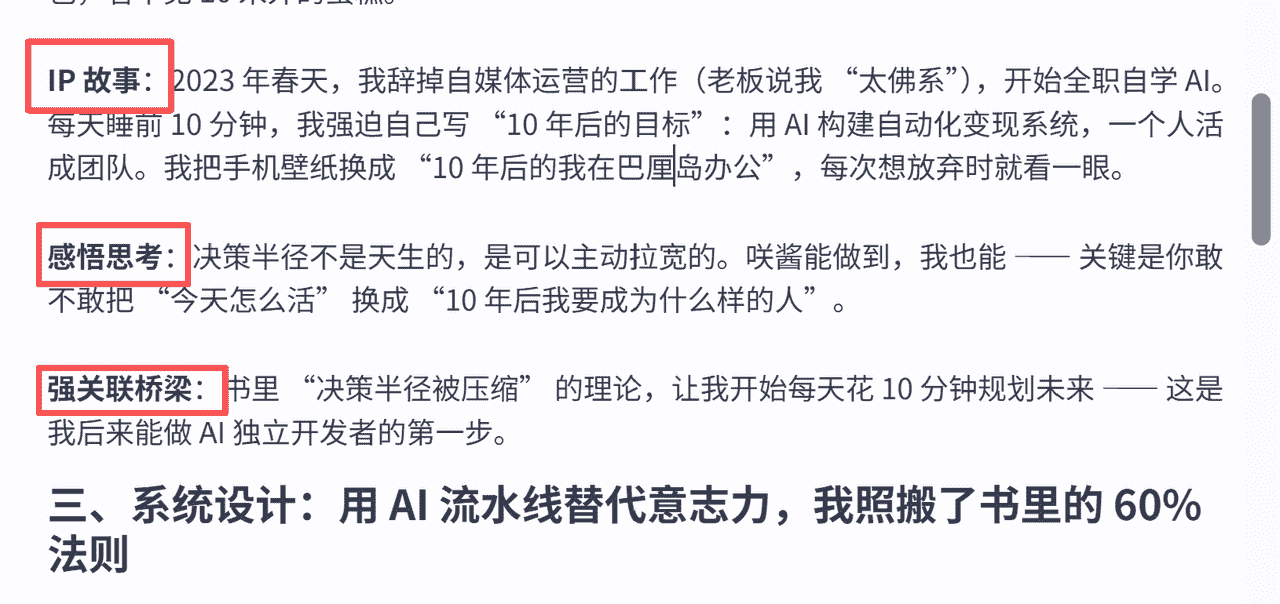 IP 故事：2023 年春天，我辞掉自媒体运营的工作（老板说我 “太佛系”），开始全职自学 AI。
每天睡前 10 分钟，我强迫自己写 “10 年后的目标”：用 AI 构建自动化变现系统，一个人活
成团队。我把手机壁纸换成 “10 年后的我在巴厘岛办公”，每次想放弃时就看一眼。
感悟思考：决策半径不是天生的，是可以主动拉宽的。咲酱能做到，我也能 —— 关键是你敢
不敢把 “今天怎么活” 换成 “10 年后我要成为什么样的人”。
强关联桥梁：书里 “决策半径被压缩” 的理论，让我开始每天花 10 分钟规划未来 —— 这是
我后来能做 AI 独立开发者的第一步。
三、系统设计：用 AI 流水线替代意志力，我照搬了书里的 60%
法则